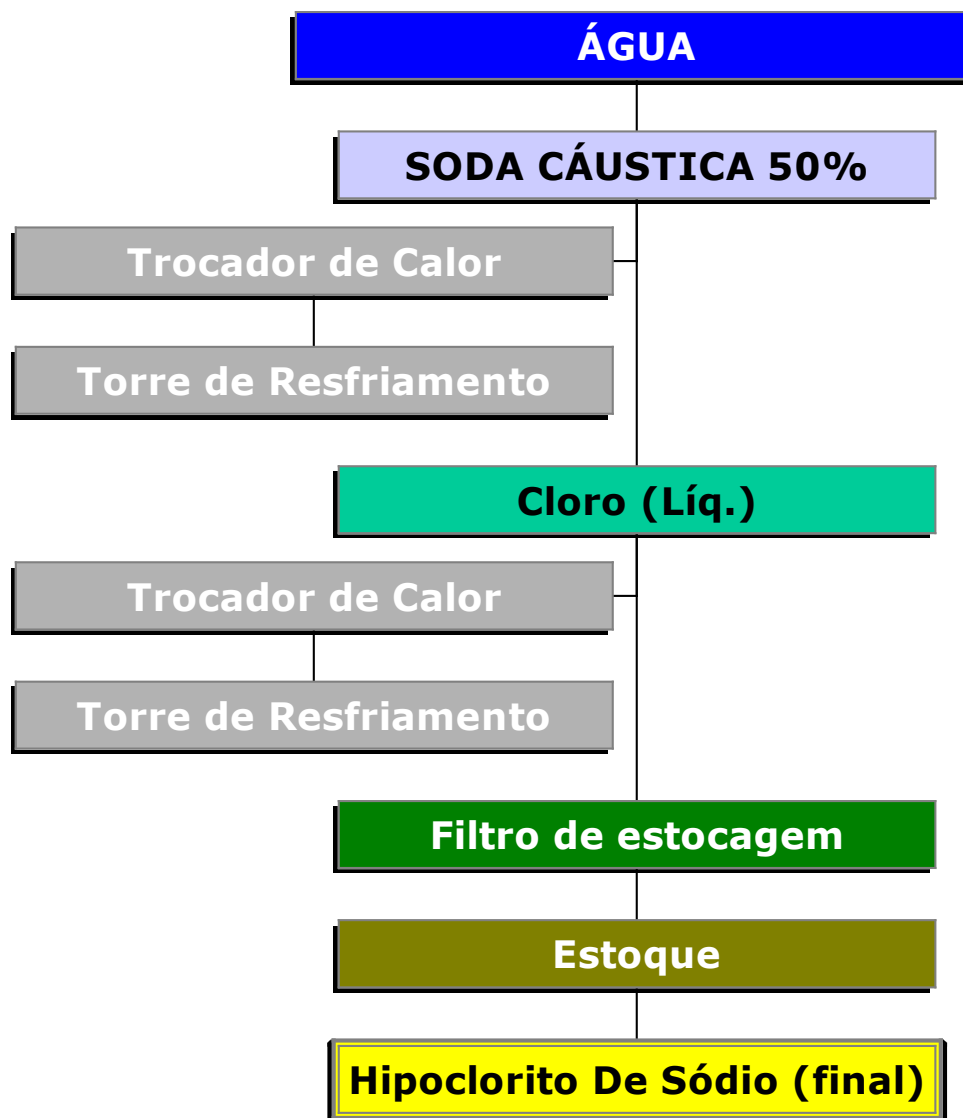 ÁGUA
SODA CÁUSTICA 50%
Trocador de Calor
Torre de Resfriamento
Cloro (Líq.)
Trocador de Calor
Torre de Resfriamento
Filtro de estocagem
Estoque
Hipoclorito De Sódio (final)